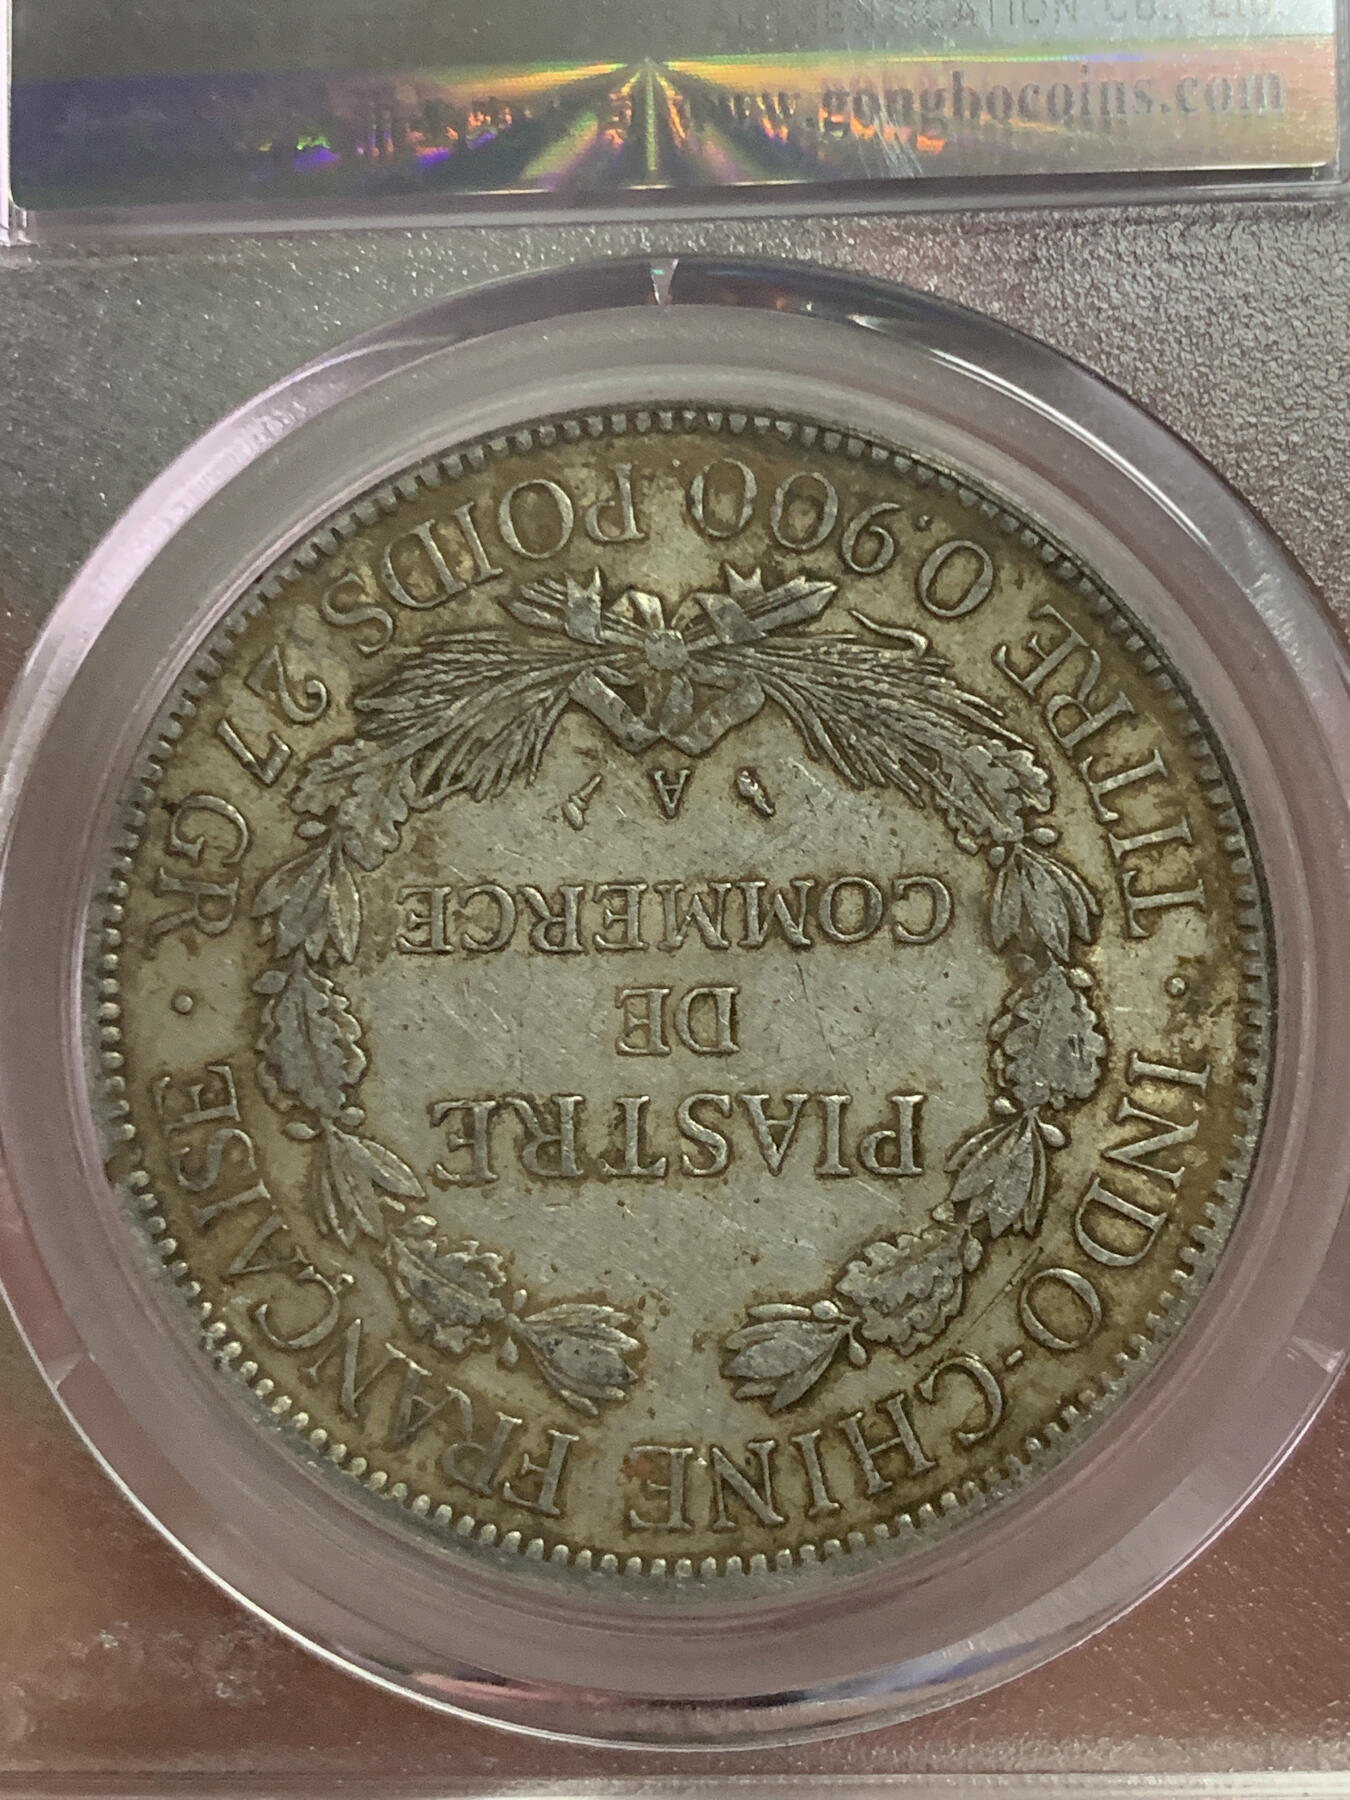 www.gongbocoins.com
INDO-CHINE FRANÇAISE
PIASTRE
DE
COMMERCE
A
TITRE 0.900. POIDS 27 GR